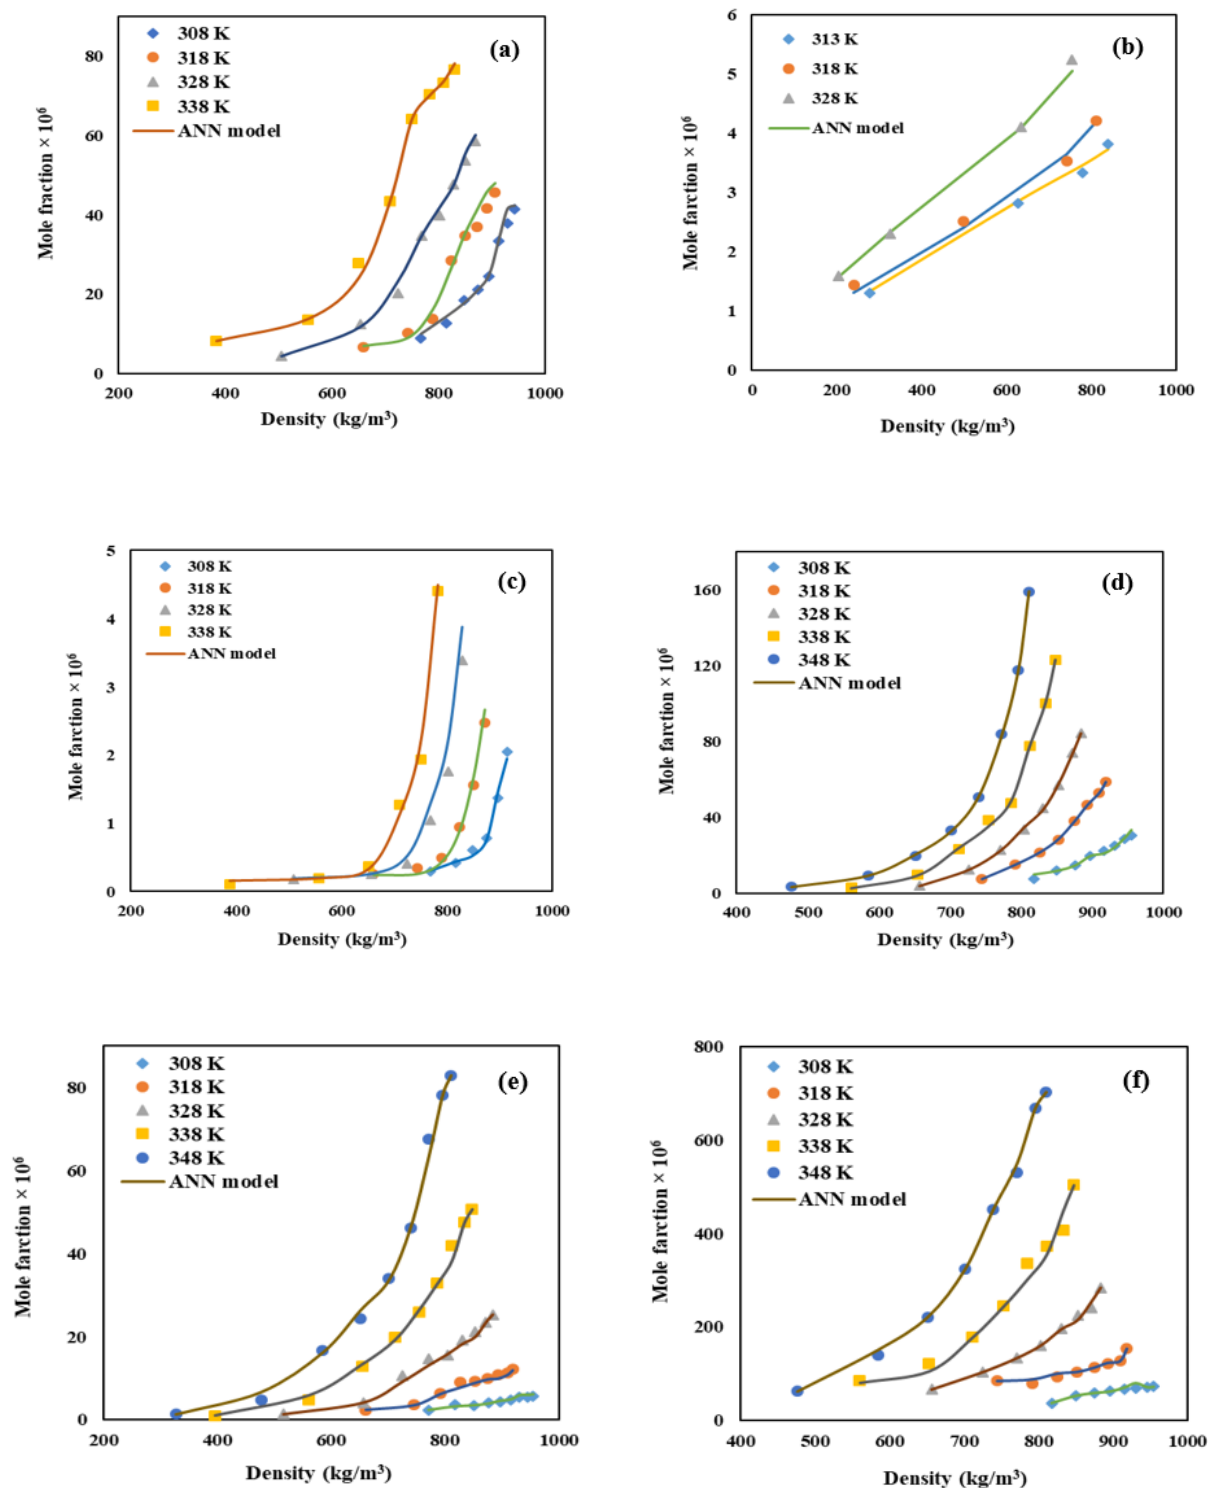 (a)
308 K
318 K
328 K
338 K
ANN model
80
60
40
20
0
200
400
600
800
1000
Mole fraction × 10⁶
Density (kg/m³)
(b)
313 K
318 K
328 K
ANN model
6
5
4
3
2
1
0
0
200
400
600
800
1000
Mole farction × 10⁶
Density (kg/m³)
(c)
308 K
318 K
328 K
338 K
ANN model
5
4
3
2
1
0
200
400
600
800
1000
Mole farction × 10⁶
Density (kg/m³)
(d)
308 K
318 K
328 K
338 K
348 K
ANN model
160
120
80
40
0
400
500
600
700
800
900
1000
Mole farction × 10⁶
Density (kg/m³)
(e)
308 K
318 K
328 K
338 K
348 K
ANN model
80
60
40
20
0
200
400
600
800
1000
Mole farction × 10⁶
Density (kg/m³)
(f)
308 K
318 K
328 K
338 K
348 K
ANN model
800
600
400
200
0
400
500
600
700
800
900
1000
Mole farction × 10⁶
Density (kg/m³)